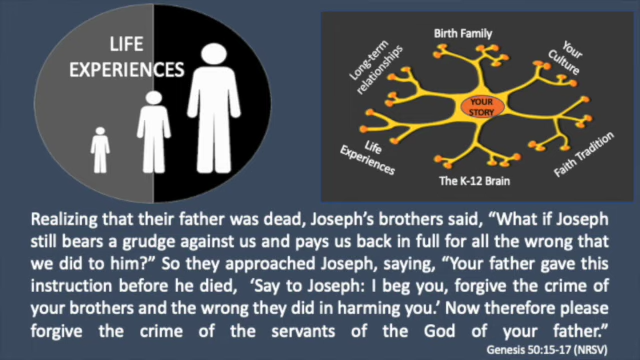 LIFE
EXPERIENCES
Birth Family
Long-term
relationships
Your
Culture
YOUR
STORY
Life
Experiences
Faith Tradition
The K-12 Brain
Realizing that their father was dead, Joseph's brothers said, "What if Joseph
still bears a grudge against us and pays us back in full for all the wrong that
we did to him?" So they approached Joseph, saying, "Your father gave this
instruction before he died, 'Say to Joseph: I beg you, forgive the crime of
your brothers and the wrong they did in harming you.' Now therefore please
forgive the crime of the servants of the God of your father."
Genesis 50:15-17 (NRSV)